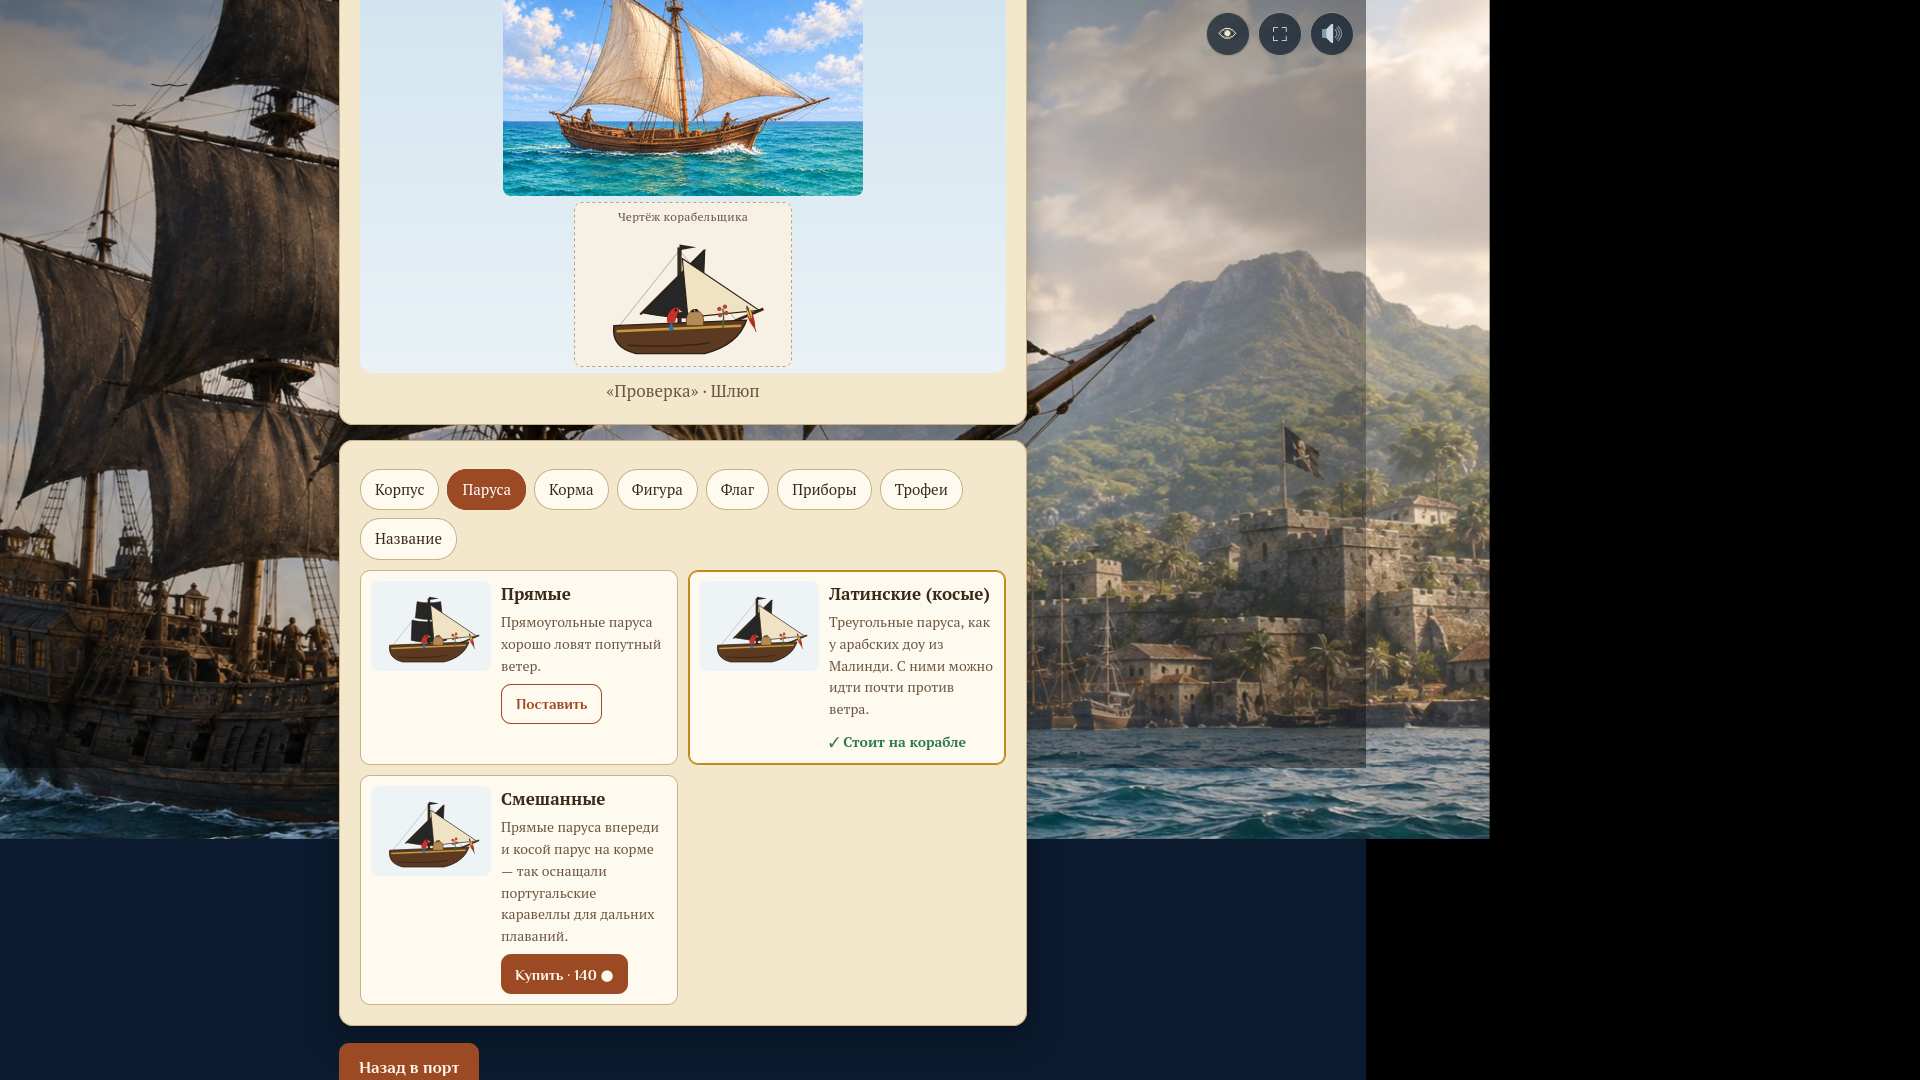 Чертёж корабельщика
«Проверка» · Шлюп
Корпус
Паруса
Корма
Фигура
Флаг
Приборы
Трофеи
Название
Прямые
Прямоугольные паруса
хорошо ловят попутный
ветер.
Поставить
Латинские (косые)
Треугольные паруса, как
у арабских доу из
Малинди. С ними можно
идти почти против
ветра.
✓ Стоит на корабле
Смешанные
Прямые паруса впереди
и косой парус на корме
— так оснащали
португальские
каравеллы для дальних
плаваний.
Купить · 140
Назад в порт